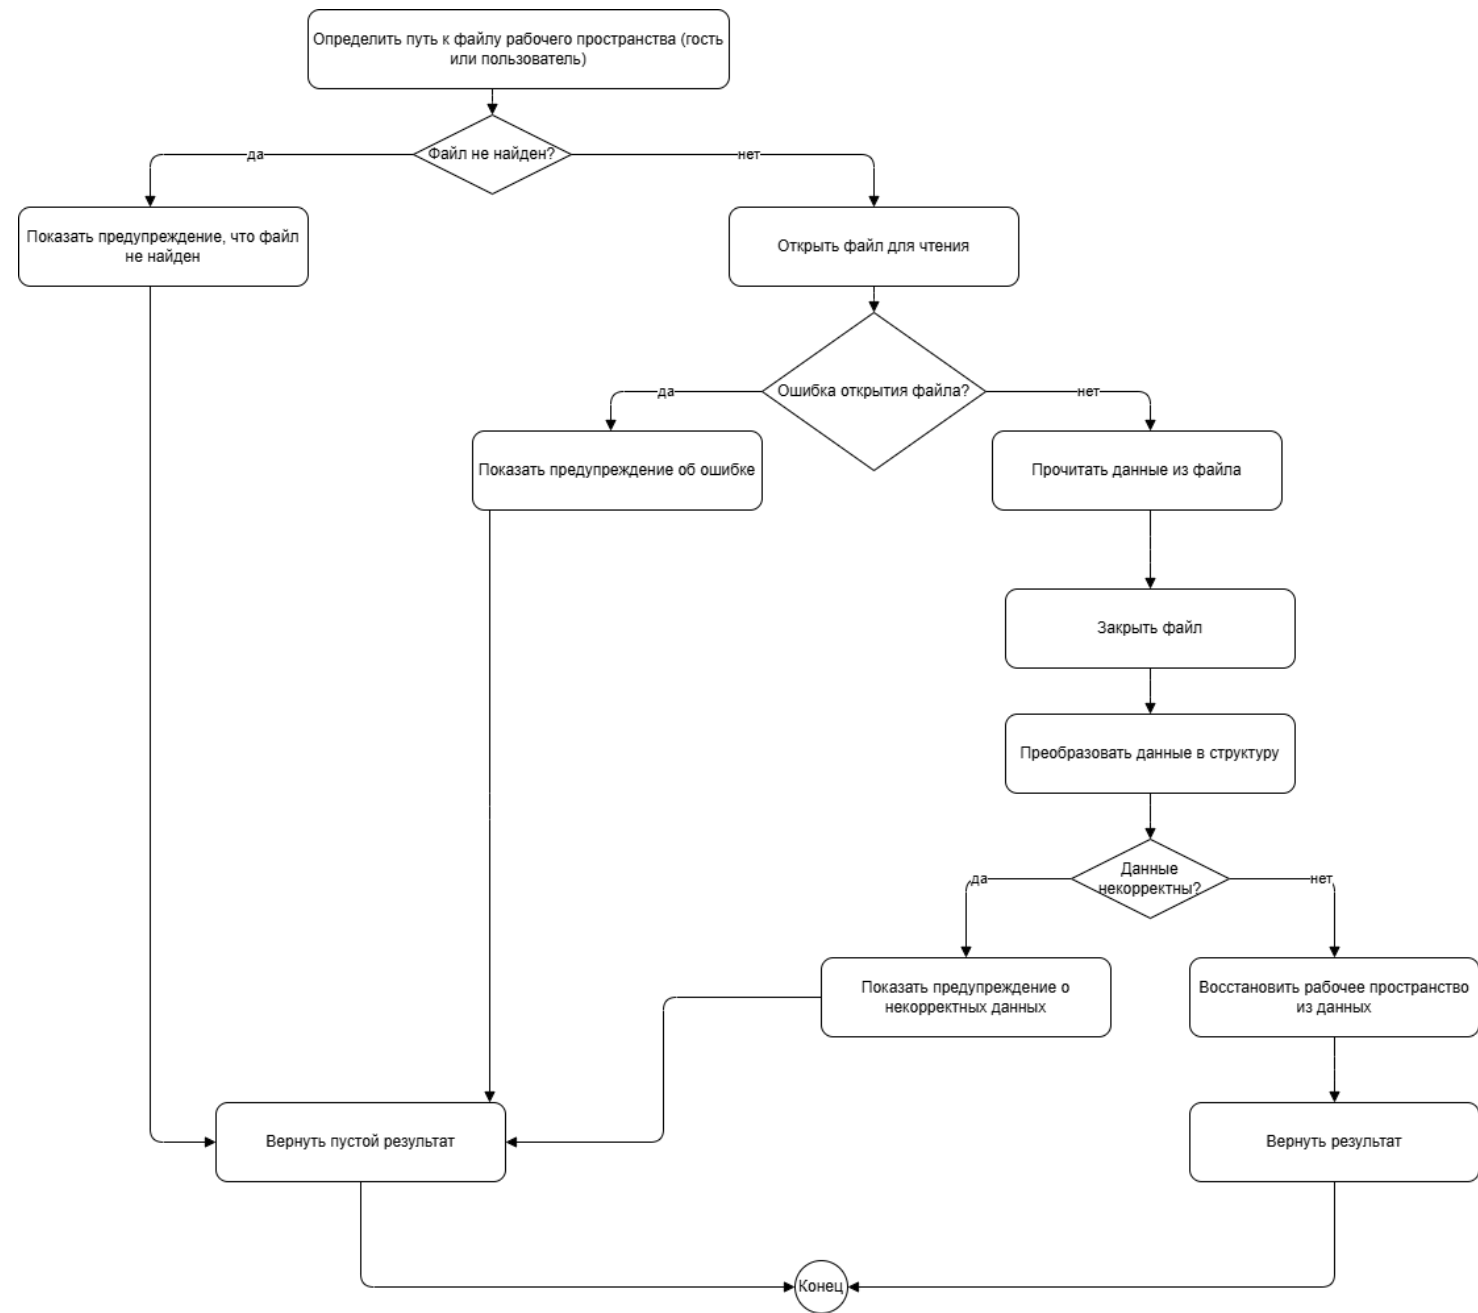 Определить путь к файлу рабочего пространства (гость
или пользователь)
Файл не найден?
да
нет
Показать предупреждение, что файл
не найден
Открыть файл для чтения
Ошибка открытия файла?
да
нет
Показать предупреждение об ошибке
Прочитать данные из файла
Закрыть файл
Преобразовать данные в структуру
Данные
некорректны?
да
нет
Показать предупреждение о
некорректных данных
Восстановить рабочее пространство
из данных
Вернуть пустой результат
Вернуть результат
Конец